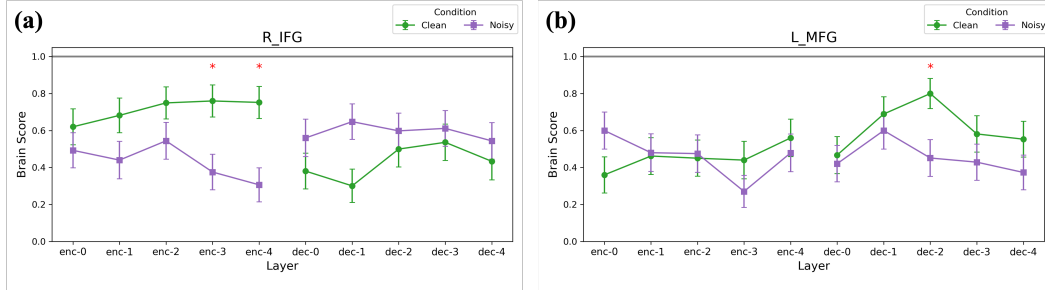 (a)
Condition
Clean Noisy
R_IFG
* *
Brain Score
1.0
0.8
0.6
0.4
0.2
0.0
enc-0 enc-1 enc-2 enc-3 enc-4 dec-0 dec-1 dec-2 dec-3 dec-4
Layer
(b)
Condition
Clean Noisy
L_MFG
*
Brain Score
1.0
0.8
0.6
0.4
0.2
0.0
enc-0 enc-1 enc-2 enc-3 enc-4 dec-0 dec-1 dec-2 dec-3 dec-4
Layer